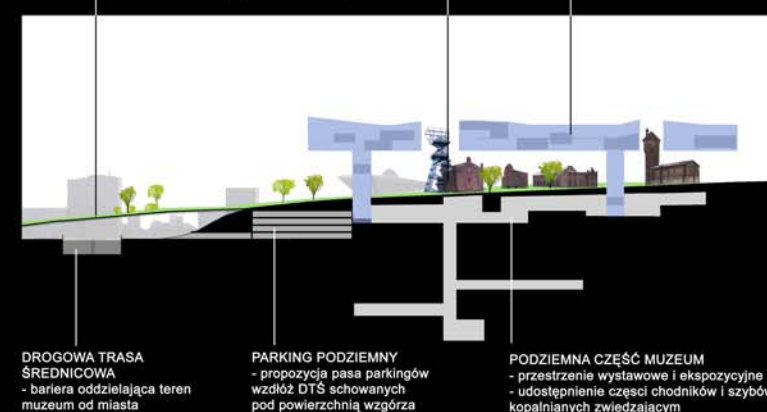 DROGOWA TRASA
ŚREDNICOWA
- bariera oddzielająca teren
muzeum od miasta
PARKING PODZIEMNY
- propozycja pasa parkingów
wzdłóż DTŚ schowanych
pod powierzchnią wzgórza
PODZIEMNA CZĘŚĆ MUZEUM
- przestrzenie wystawowe i ekspozycyjne
- udostępnienie częsci chodników i szybów
kopalnianych zwiedzającym